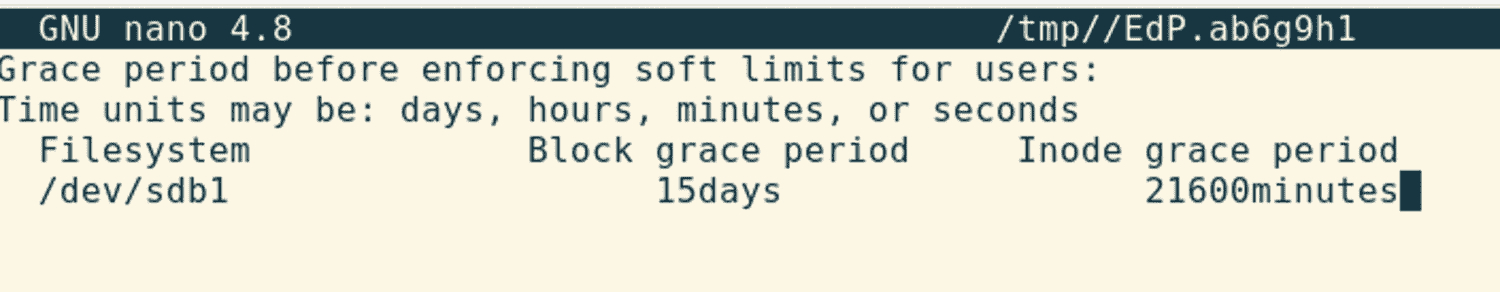 GNU nano 4.8 /tmp//EdP.ab6g9h1
Grace period before enforcing soft limits for users:
Time units may be: days, hours, minutes, or seconds
Filesystem Block grace period Inode grace period
/dev/sdb1 15days 21600minutes